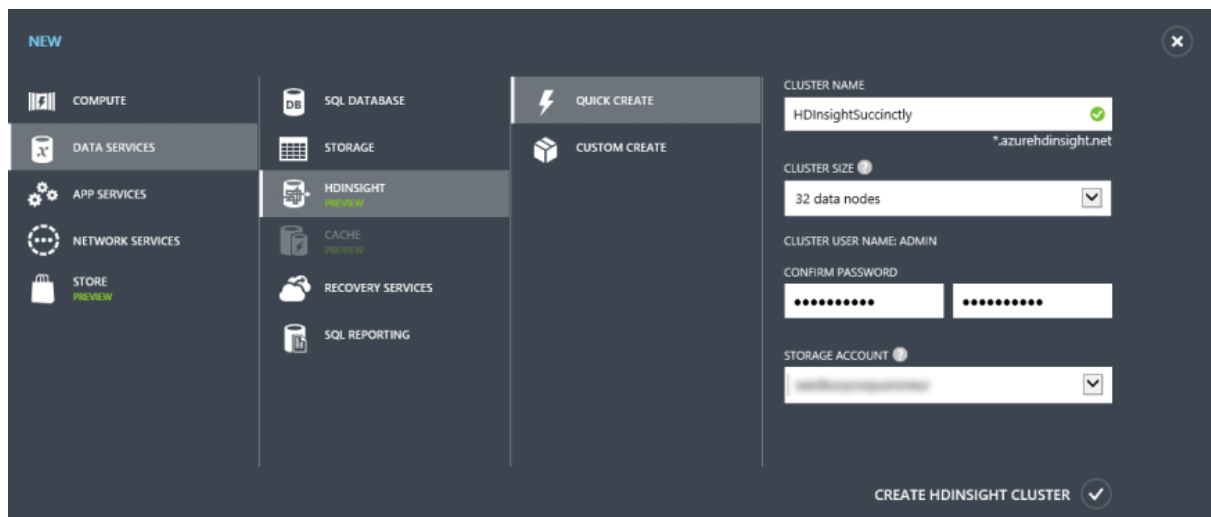 NEW
COMPUTE
DATA SERVICES
APP SERVICES
NETWORK SERVICES
STORE
PREVIEW
DB
SQL DATABASE
STORAGE
HDINSIGHT
PREVIEW
CACHE
PREVIEW
RECOVERY SERVICES
SQL REPORTING
QUICK CREATE
CUSTOM CREATE
CLUSTER NAME
HDInsightSuccinctly
*.azurehdinsight.net
CLUSTER SIZE ?
32 data nodes
CLUSTER USER NAME: ADMIN
CONFIRM PASSWORD
•••••••••• ••••••••••
STORAGE ACCOUNT ?
CREATE HDINSIGHT CLUSTER